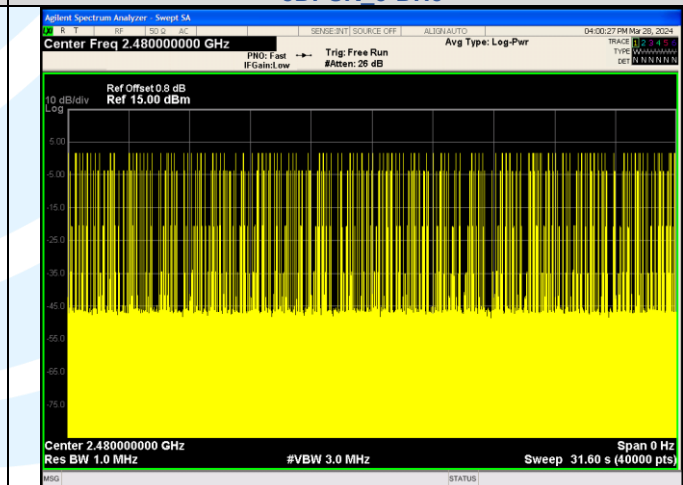 Agilent Spectrum Analyzer - Swept SA
R T RF 50 Ω AC SENSE:INT SOURCE OFF ALIGN AUTO 04:00:27 PM Mar 28, 2024
Center Freq 2.480000000 GHz Avg Type: Log-Pwr TRACE 1 2 3 4 5 6
PNO: Fast Trig: Free Run TYPE WWWWWW
IFGain:Low #Atten: 26 dB DET N N N N N N
Ref Offset 0.8 dB
10 dB/div Ref 15.00 dBm
Log
5.00
-5.00
-15.0
-25.0
-35.0
-45.0
-55.0
-65.0
-75.0
Center 2.480000000 GHz Span 0 Hz
Res BW 1.0 MHz #VBW 3.0 MHz Sweep 31.60 s (40000 pts)
MSG STATUS